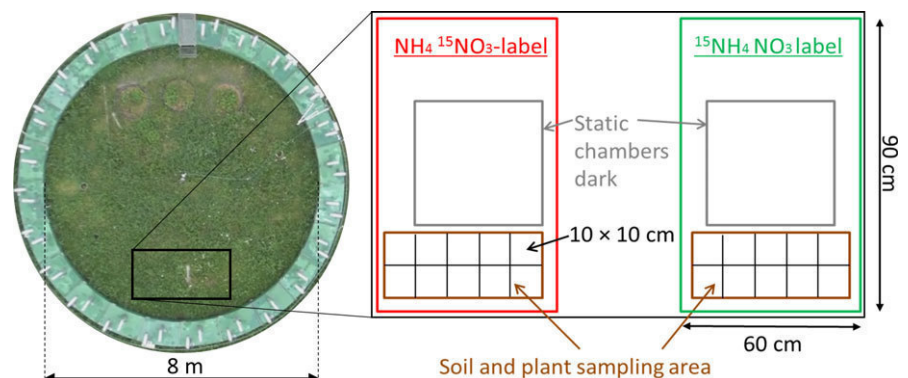 NH₄ ¹⁵NO₃-label
¹⁵NH₄ NO₃ label
Static
chambers
dark
90 cm
10 × 10 cm
60 cm
8 m
Soil and plant sampling area